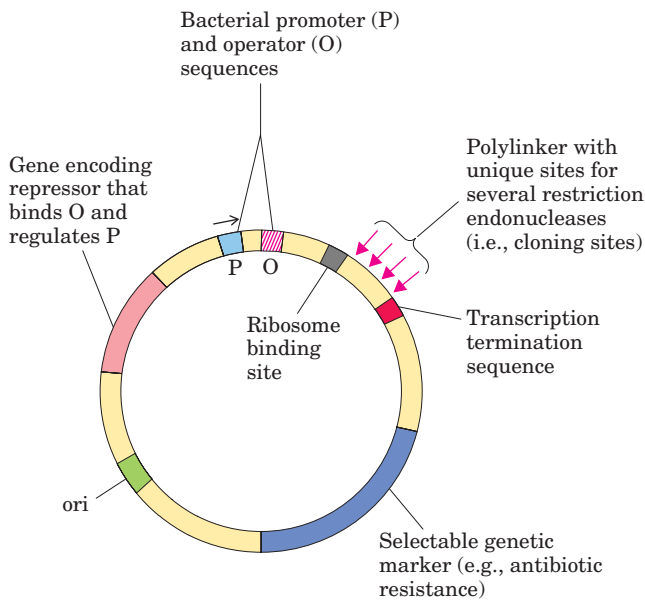 Bacterial promoter (P)
and operator (O)
sequences
Gene encoding
repressor that
binds O and
regulates P
Polylinker with
unique sites for
several restriction
endonucleases
(i.e., cloning sites)
P
O
Ribosome
binding
site
Transcription
termination
sequence
ori
Selectable genetic
marker (e.g., antibiotic
resistance)